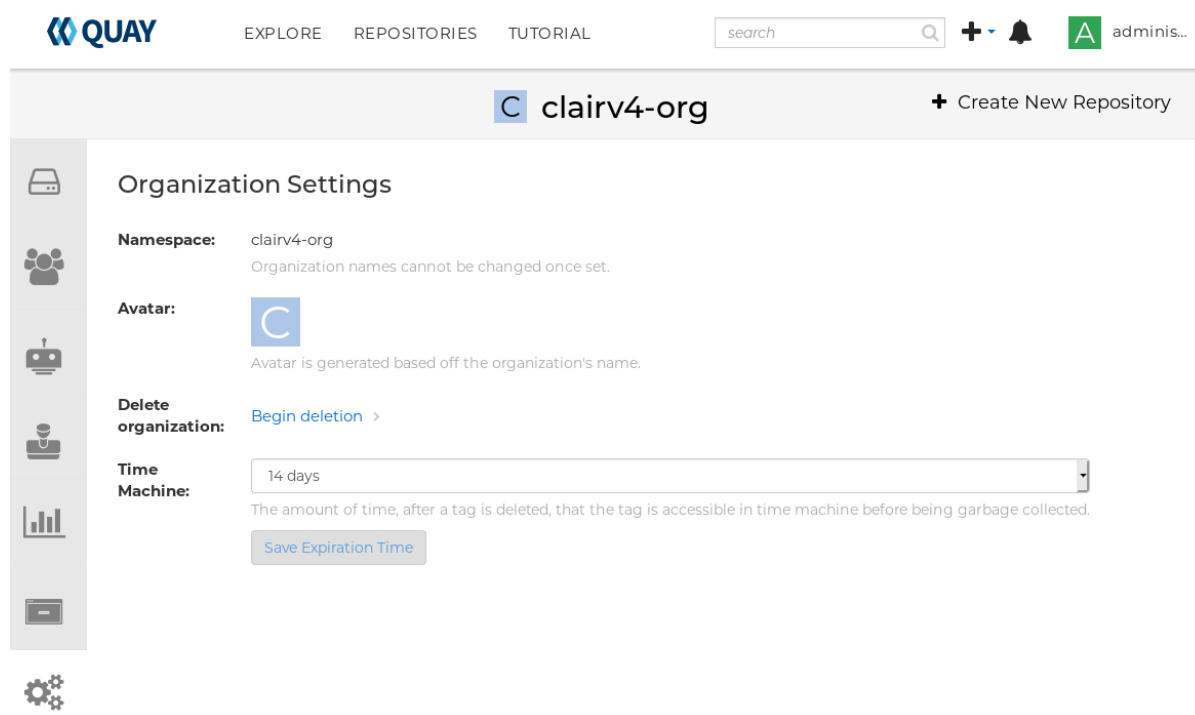 QUAY EXPLORE REPOSITORIES TUTORIAL search A adminis...
C clairv4-org + Create New Repository
Organization Settings
Namespace: clairv4-org
Organization names cannot be changed once set.
Avatar: C
Avatar is generated based off the organization's name.
Delete organization: Begin deletion >
Time Machine: 14 days
The amount of time, after a tag is deleted, that the tag is accessible in time machine before being garbage collected.
Save Expiration Time